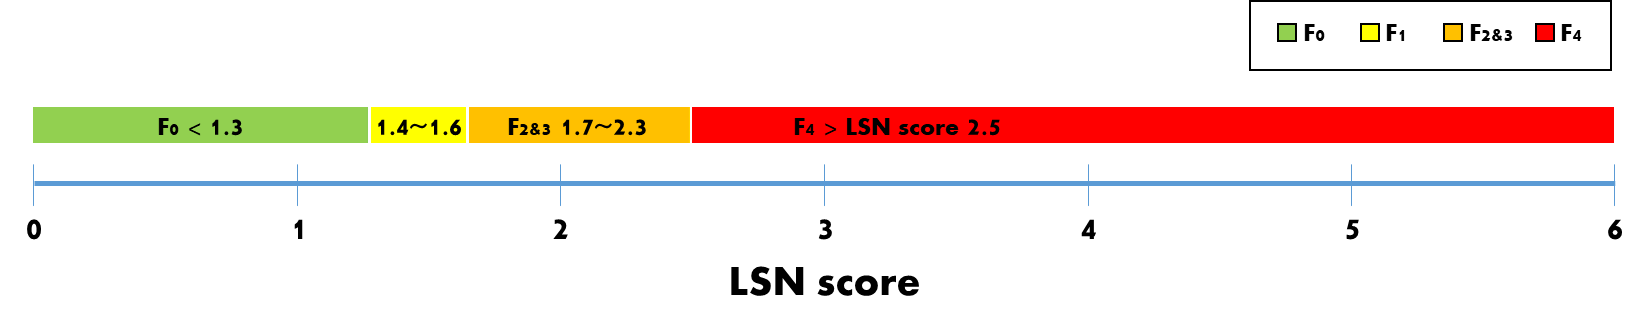 F0 F1 F2&3 F4
F0 < 1.3 1.4~1.6 F2&3 1.7~2.3 F4 > LSN score 2.5
0 1 2 3 4 5 6
LSN score